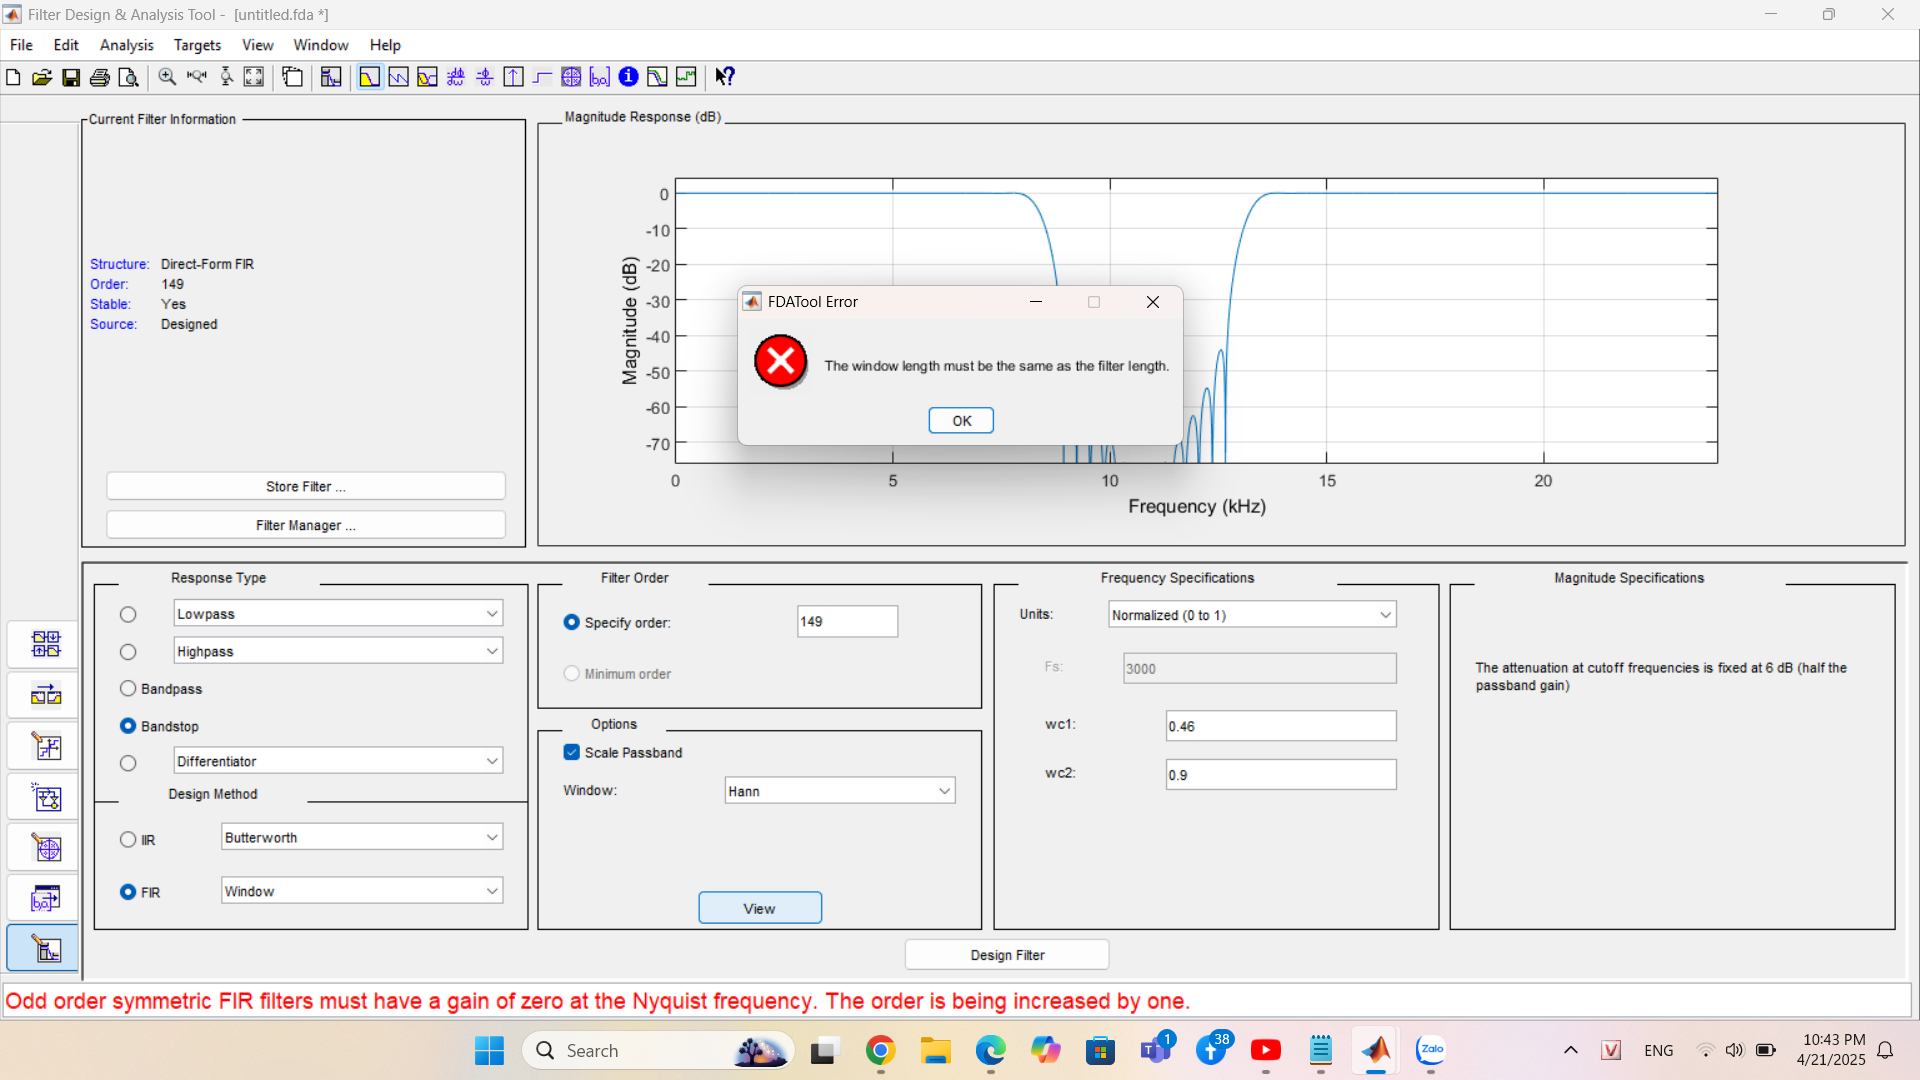 Filter Design & Analysis Tool - [untitled.fda *]
File Edit Analysis Targets View Window Help
Current Filter Information
Structure: Direct-Form FIR
Order: 149
Stable: Yes
Source: Designed
Store Filter ...
Filter Manager ...
Magnitude Response (dB)
Magnitude (dB)
0
-10
-20
-30
-40
-50
-60
-70
0 5 10 15 20
Frequency (kHz)
FDATool Error
The window length must be the same as the filter length.
OK
Response Type
Lowpass
Highpass
Bandpass
Bandstop
Differentiator
Design Method
IIR Butterworth
FIR Window
Filter Order
Specify order: 149
Minimum order
Options
Scale Passband
Window: Hann
View
Frequency Specifications
Units: Normalized (0 to 1)
Fs: 3000
wc1: 0.46
wc2: 0.9
Magnitude Specifications
The attenuation at cutoff frequencies is fixed at 6 dB (half the
passband gain)
Design Filter
Odd order symmetric FIR filters must have a gain of zero at the Nyquist frequency. The order is being increased by one.
Search
1
38
Zalo
V
ENG
10:43 PM
4/21/2025